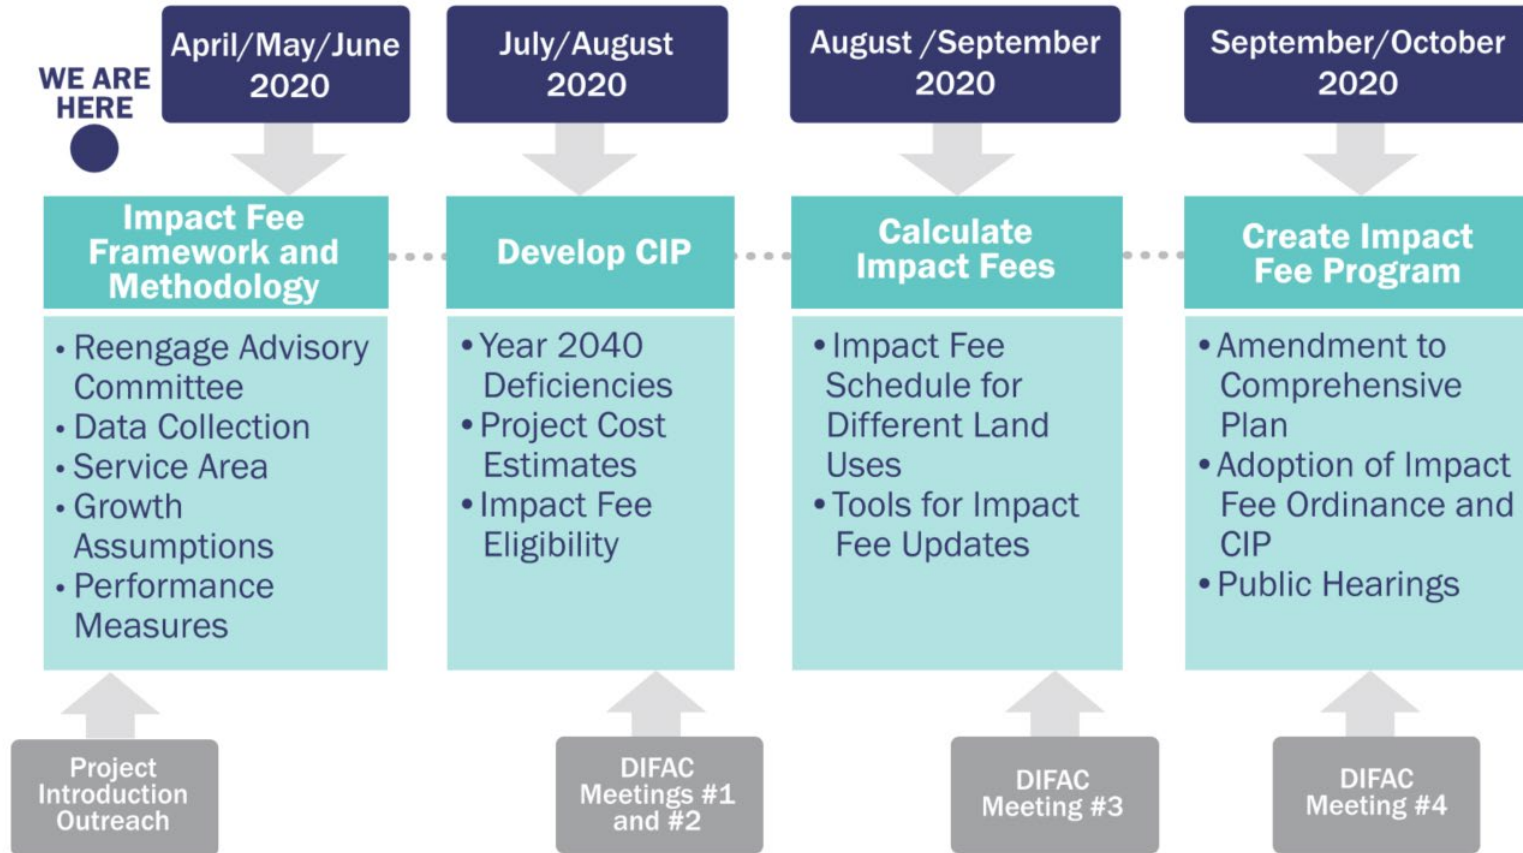 WE ARE
HERE
April/May/June
2020
July/August
2020
August /September
2020
September/October
2020
Impact Fee
Framework and
Methodology
• Reengage Advisory
Committee
• Data Collection
• Service Area
• Growth
Assumptions
• Performance
Measures
Develop CIP
• Year 2040
Deficiencies
• Project Cost
Estimates
• Impact Fee
Eligibility
Calculate
Impact Fees
• Impact Fee
Schedule for
Different Land
Uses
• Tools for Impact
Fee Updates
Create Impact
Fee Program
• Amendment to
Comprehensive
Plan
• Adoption of Impact
Fee Ordinance and
CIP
• Public Hearings
Project
Introduction
Outreach
DIFAC
Meetings #1
and #2
DIFAC
Meeting #3
DIFAC
Meeting #4